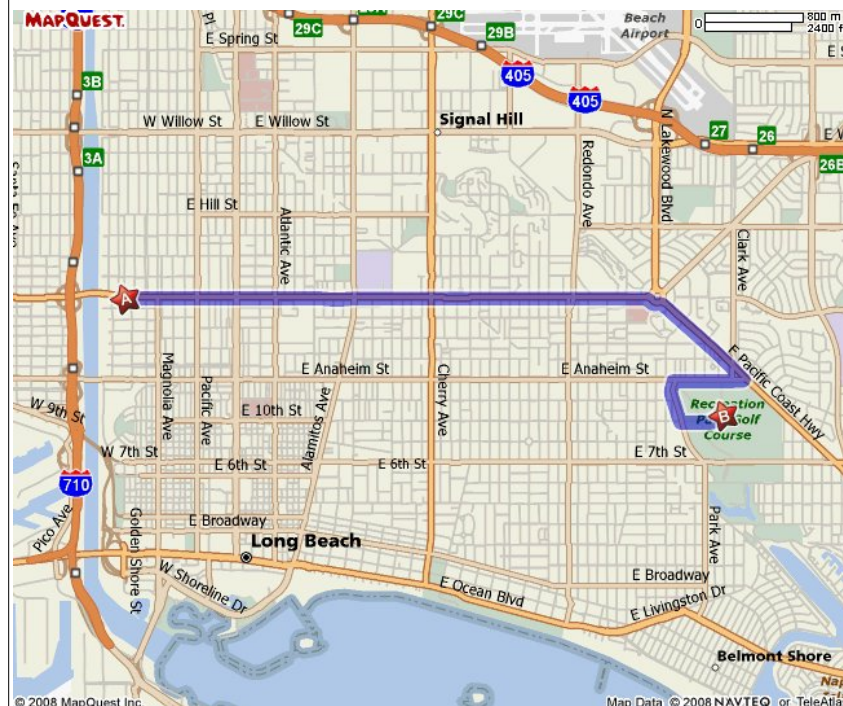 MAPQUEST.
29C
29C
Beach
Airport
0
800 m
2400 f
E Spring St
29B
405
405
3B
W Willow St
E Willow St
Signal Hill
N Lakewood Blvd
27
26
26B
3A
Redondo Ave
E Hill St
Atlantic Ave
Clark Ave
A
Magnolia Ave
Pacific Ave
E Anaheim St
E Anaheim St
E Pacific Coast Hwy
W 9th St
E 10th St
Alamitos Ave
Cherry Ave
Recreation
Park Golf
Course
B
W 7th St
E 6th St
E 6th St
E 7th St
710
Pico Ave
Golden Shore St
E Broadway
Long Beach
Park Ave
W Shoreline Dr
E Ocean Blvd
E Broadway
E Livingston Dr
Belmont Shore
© 2008 MapQuest Inc.
Map Data © 2008 NAVTEQ or TeleAtla